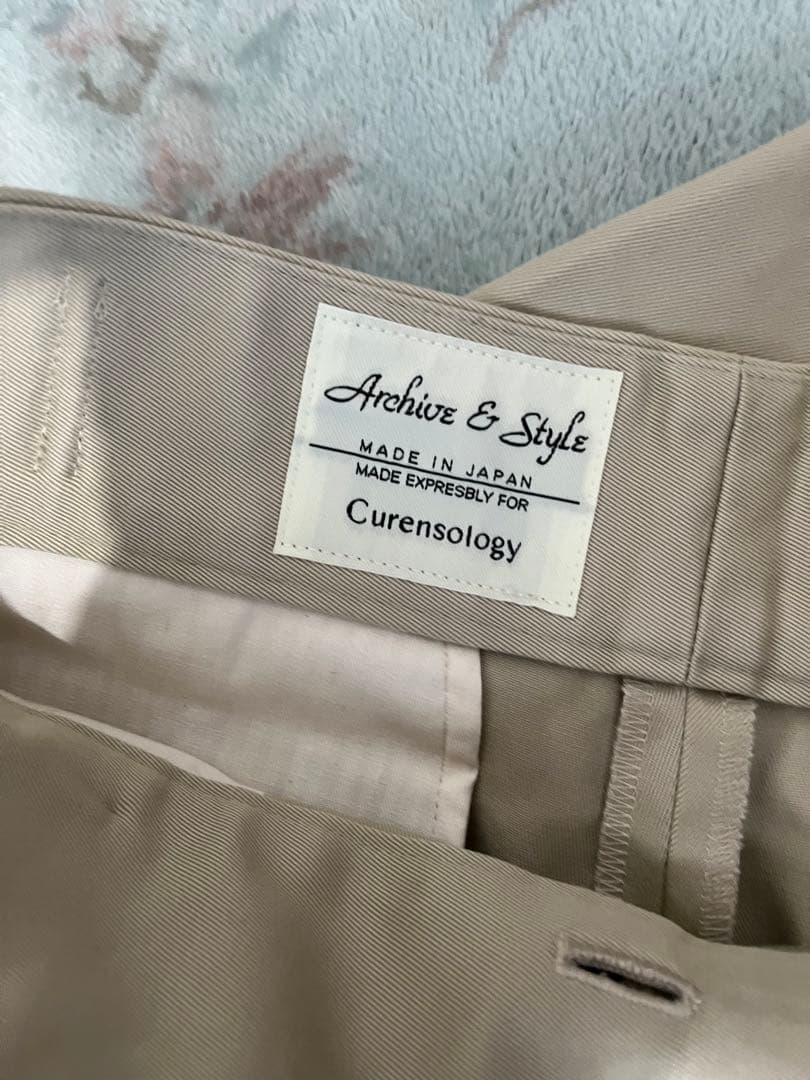 Archive & Style
MADE IN JAPAN
MADE EXPRESBLY FOR
Curensology